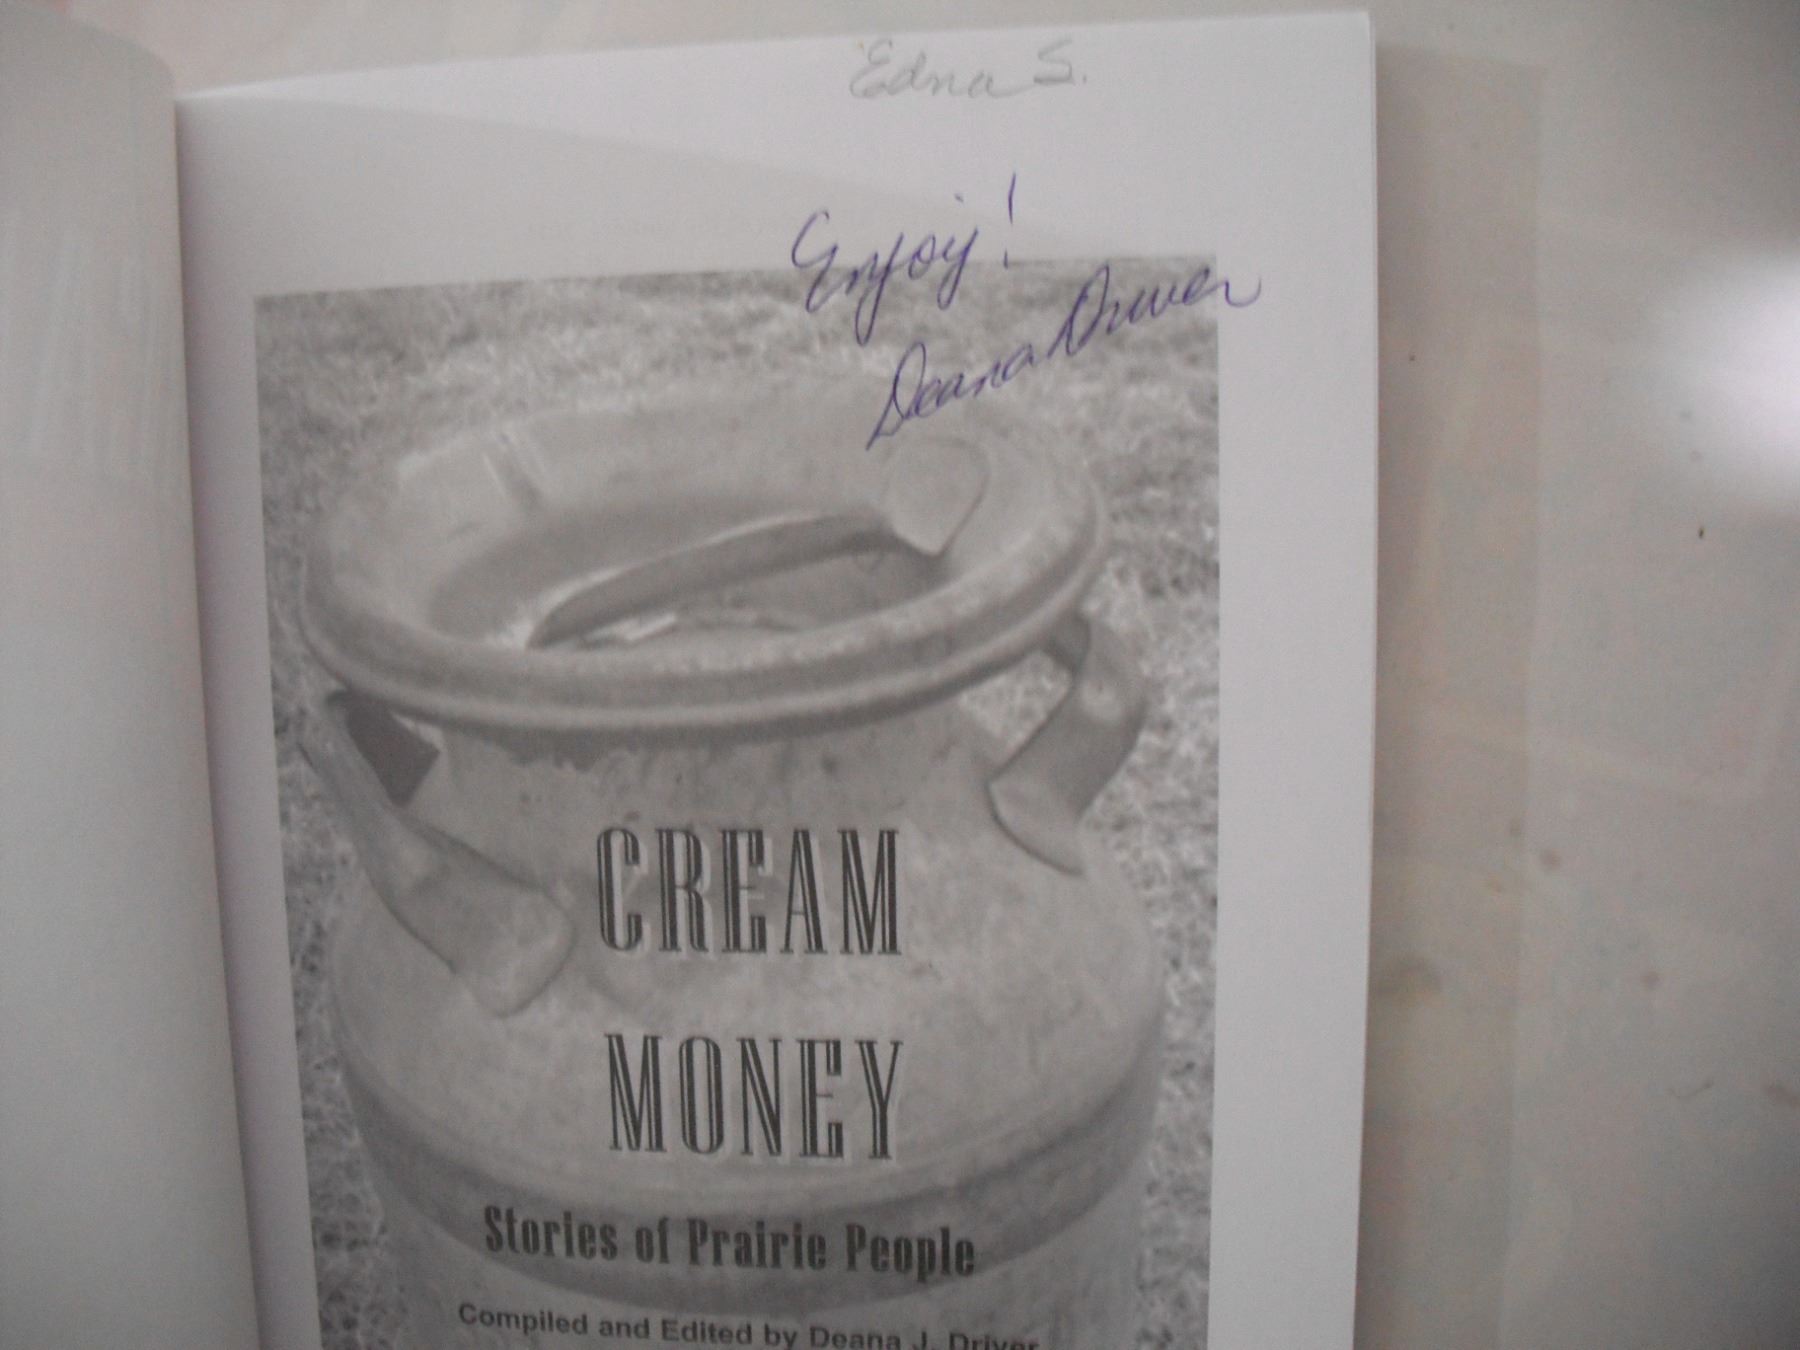 Edna S.
Enjoy!
Deana Driver
CREAM
MONEY
Stories of Prairie People
Compiled and Edited by Deana J. Driver